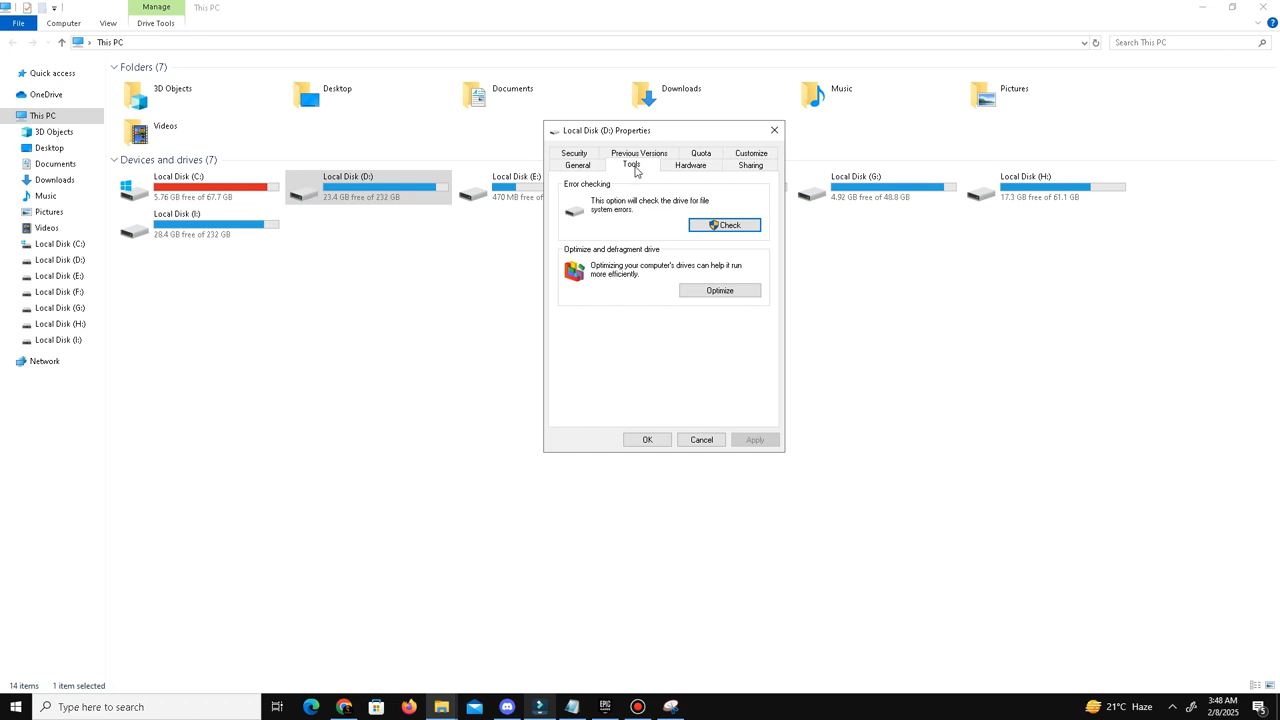 Manage
This PC
File
Computer
View
Drive Tools
This PC
Search This PC
Quick access
OneDrive
This PC
3D Objects
Desktop
Documents
Downloads
Music
Pictures
Videos
Local Disk (C:)
Local Disk (D:)
Local Disk (E:)
Local Disk (F:)
Local Disk (G:)
Local Disk (H:)
Local Disk (I:)
Network
Folders (7)
3D Objects
Desktop
Documents
Downloads
Music
Pictures
Videos
Devices and drives (7)
Local Disk (C:)
5.76 GB free of 67.7 GB
Local Disk (D:)
23.4 GB free of 232 GB
Local Disk (E:)
470 MB free of
Local Disk (G:)
4.92 GB free of 48.8 GB
Local Disk (H:)
17.3 GB free of 61.1 GB
Local Disk (I:)
28.4 GB free of 232 GB
Local Disk (D:) Properties
Security
Previous Versions
Quota
Customize
General
Tools
Hardware
Sharing
Error checking
This option will check the drive for file
system errors.
Check
Optimize and defragment drive
Optimizing your computer's drives can help it run
more efficiently.
Optimize
OK
Cancel
Apply
14 items
1 item selected
Type here to search
EPIC
GAMES
21°C Haze
3:48 AM
2/8/2025
5